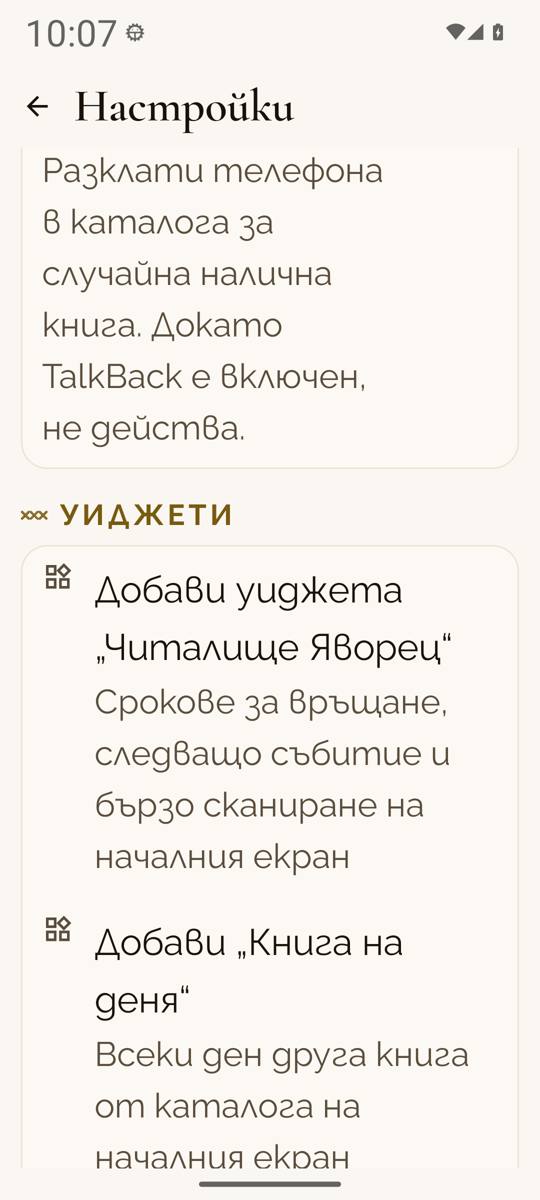 10:07
Настройки
Разклати телефона
в каталога за
случайна налична
книга. Докато
TalkBack е включен,
не действа.
УИДЖЕТИ
Добави уиджета
„Читалище Яворец“
Срокове за връщане,
следващо събитие и
бързо сканиране на
началния екран
Добави „Книга на
деня“
Всеки ден друга книга
от каталога на
началния екран